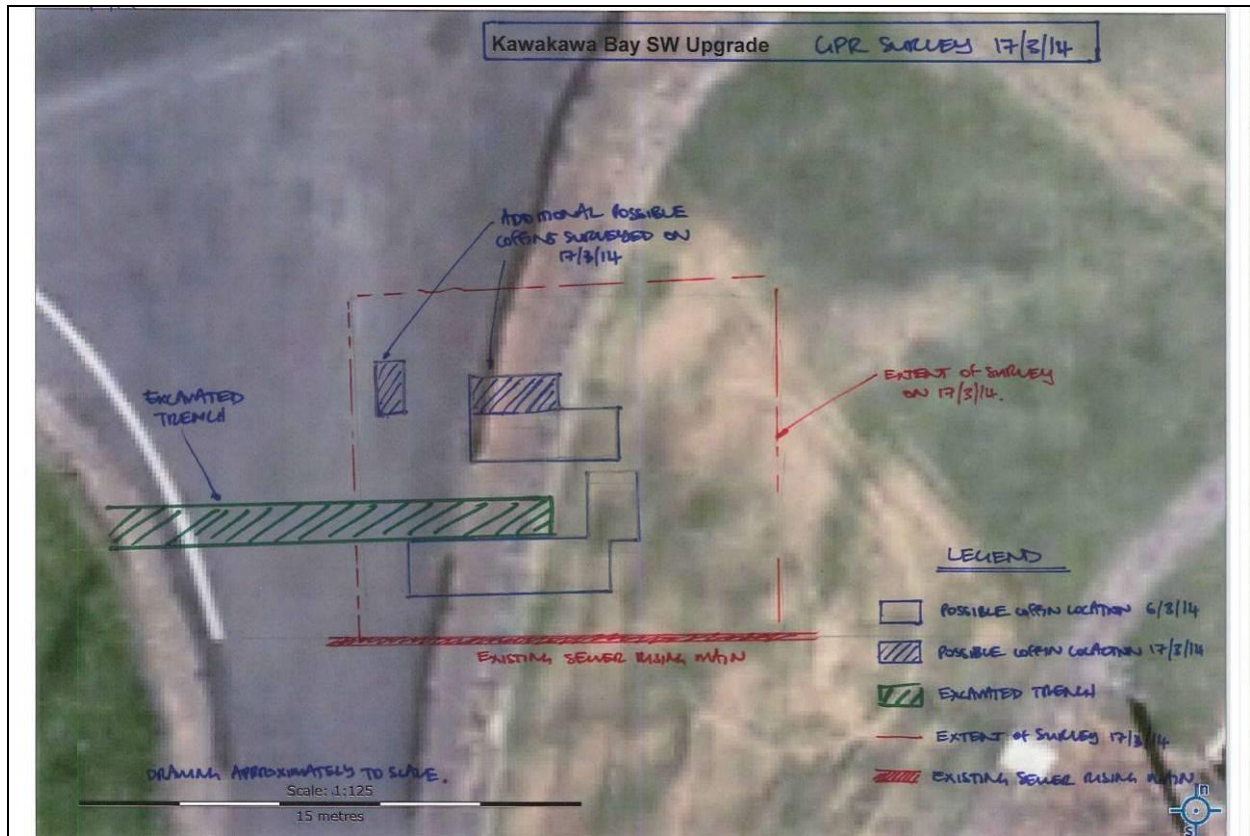 Kawakawa Bay SW Upgrade GPR SURVEY 17/3/14
ADDITIONAL POSSIBLE
COFFINS SURVEYED ON
17/3/14
EXCAVATED
TRENCH
EXTENT OF SURVEY
ON 17/3/14.
EXISTING SEWER RISING MAIN
LEGEND
POSSIBLE COFFIN LOCATION 6/3/14
POSSIBLE COFFIN LOCATION 17/3/14
EXCAVATED TRENCH
EXTENT OF SURVEY 17/3/14
EXISTING SEWER RISING MAIN
DRAWING APPROXIMATELY TO SCALE.
Scale: 1:125
15 metres
n
s